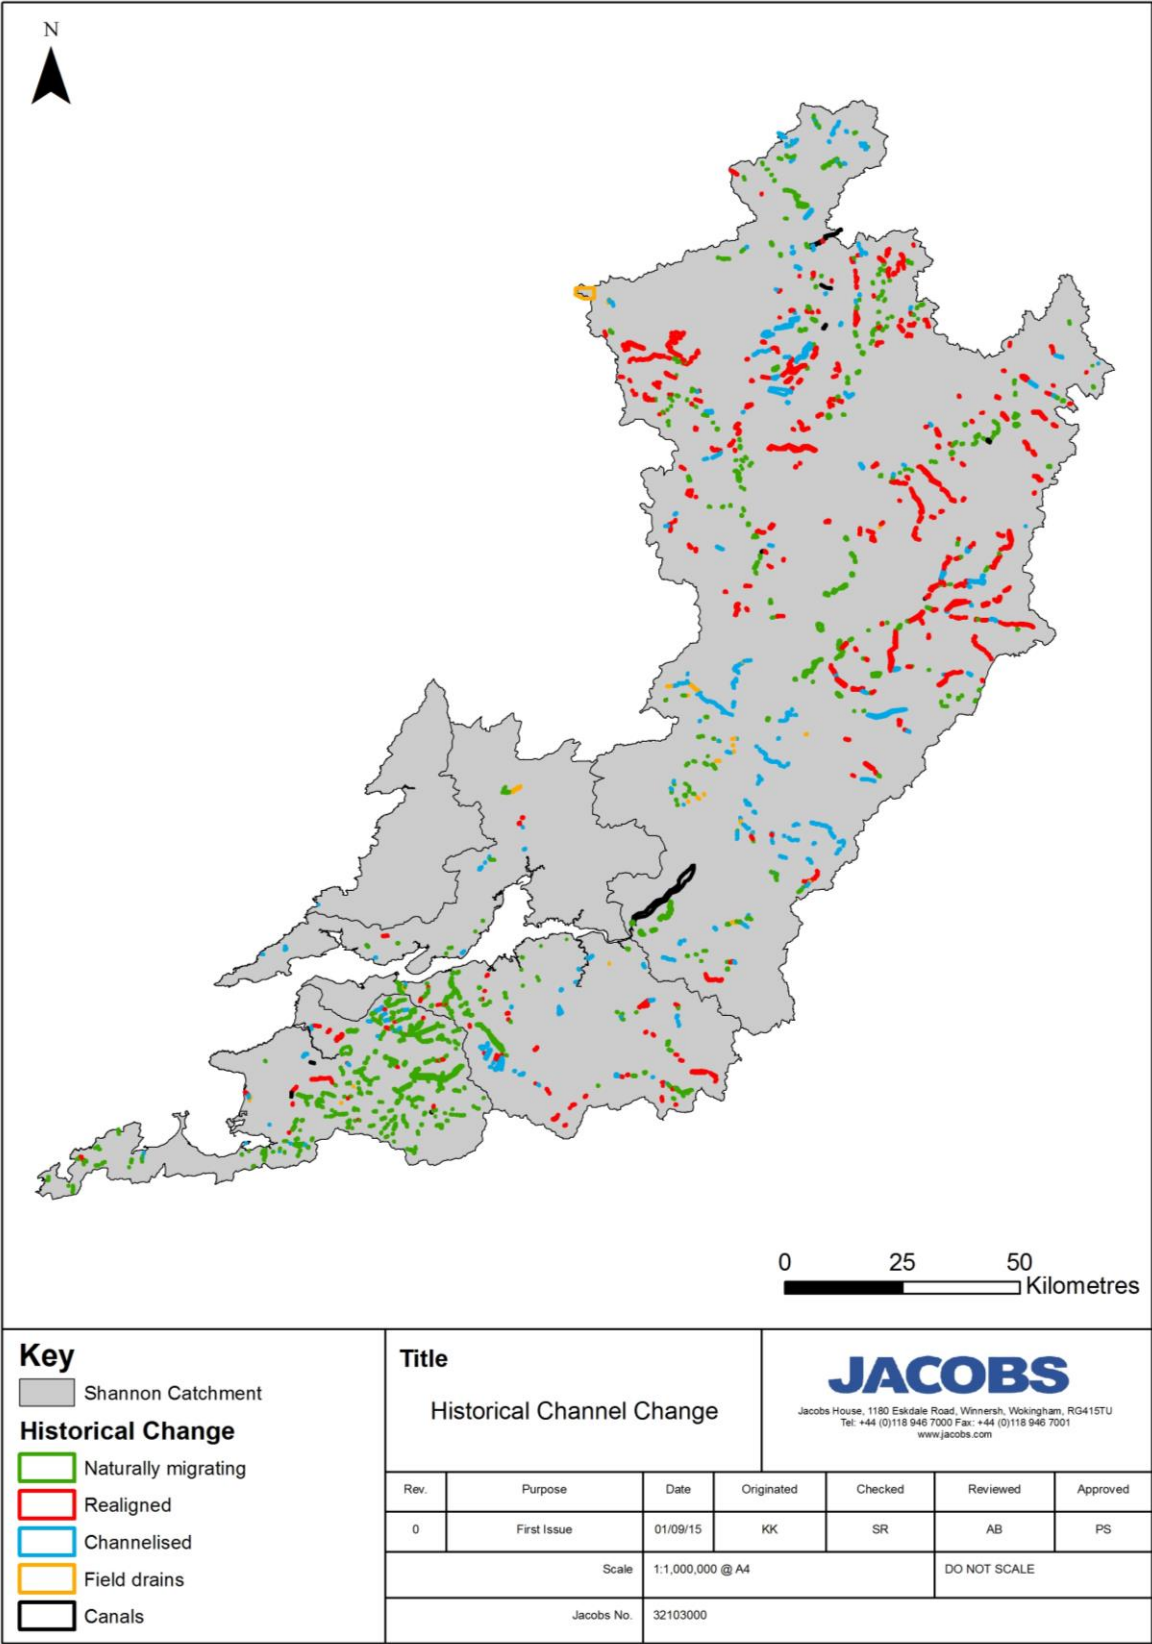 N
0 25 50
Kilometres
Key
Shannon Catchment
Historical Change
Naturally migrating
Realigned
Channelised
Field drains
Canals
Title
Historical Channel Change
JACOBS
Jacobs House, 1180 Eskdale Road, Winnersh, Wokingham, RG415TU
Tel: +44 (0)118 946 7000 Fax: +44 (0)118 946 7001
www.jacobs.com
Rev. Purpose Date Originated Checked Reviewed Approved
0 First Issue 01/09/15 KK SR AB PS
Scale 1:1,000,000 @ A4 DO NOT SCALE
Jacobs No. 32103000